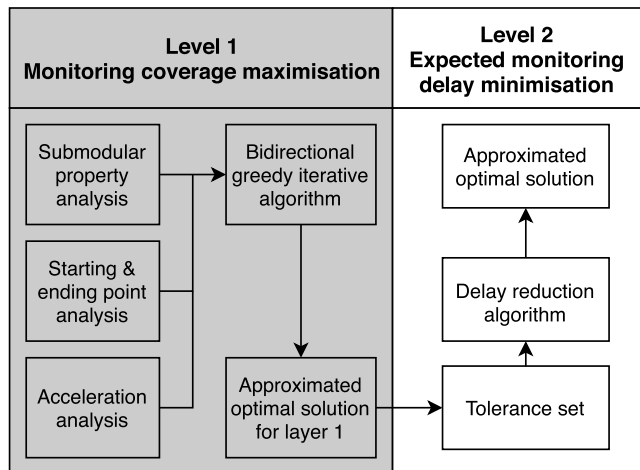 Level 1
Monitoring coverage maximisation
Level 2
Expected monitoring
delay minimisation
Submodular
property
analysis
Bidirectional
greedy iterative
algorithm
Approximated
optimal solution
Starting &
ending point
analysis
Delay reduction
algorithm
Acceleration
analysis
Approximated
optimal solution
for layer 1
Tolerance set